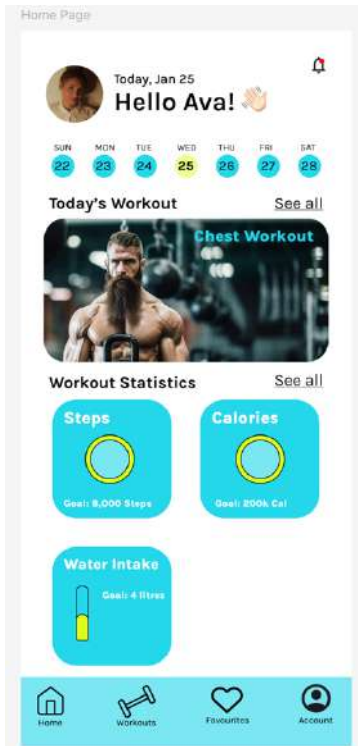 Home Page
Today, Jan 25
Hello Ava! 👋🏻
SUN MON TUE WED THU FRI SAT
22 23 24 25 26 27 28
Today's Workout See all
Chest Workout
Workout Statistics See all
Steps Calories
Goal: 8,000 Steps Goal: 200k Cal
Water Intake
Goal: 4 litres
Home Workouts Favourites Account